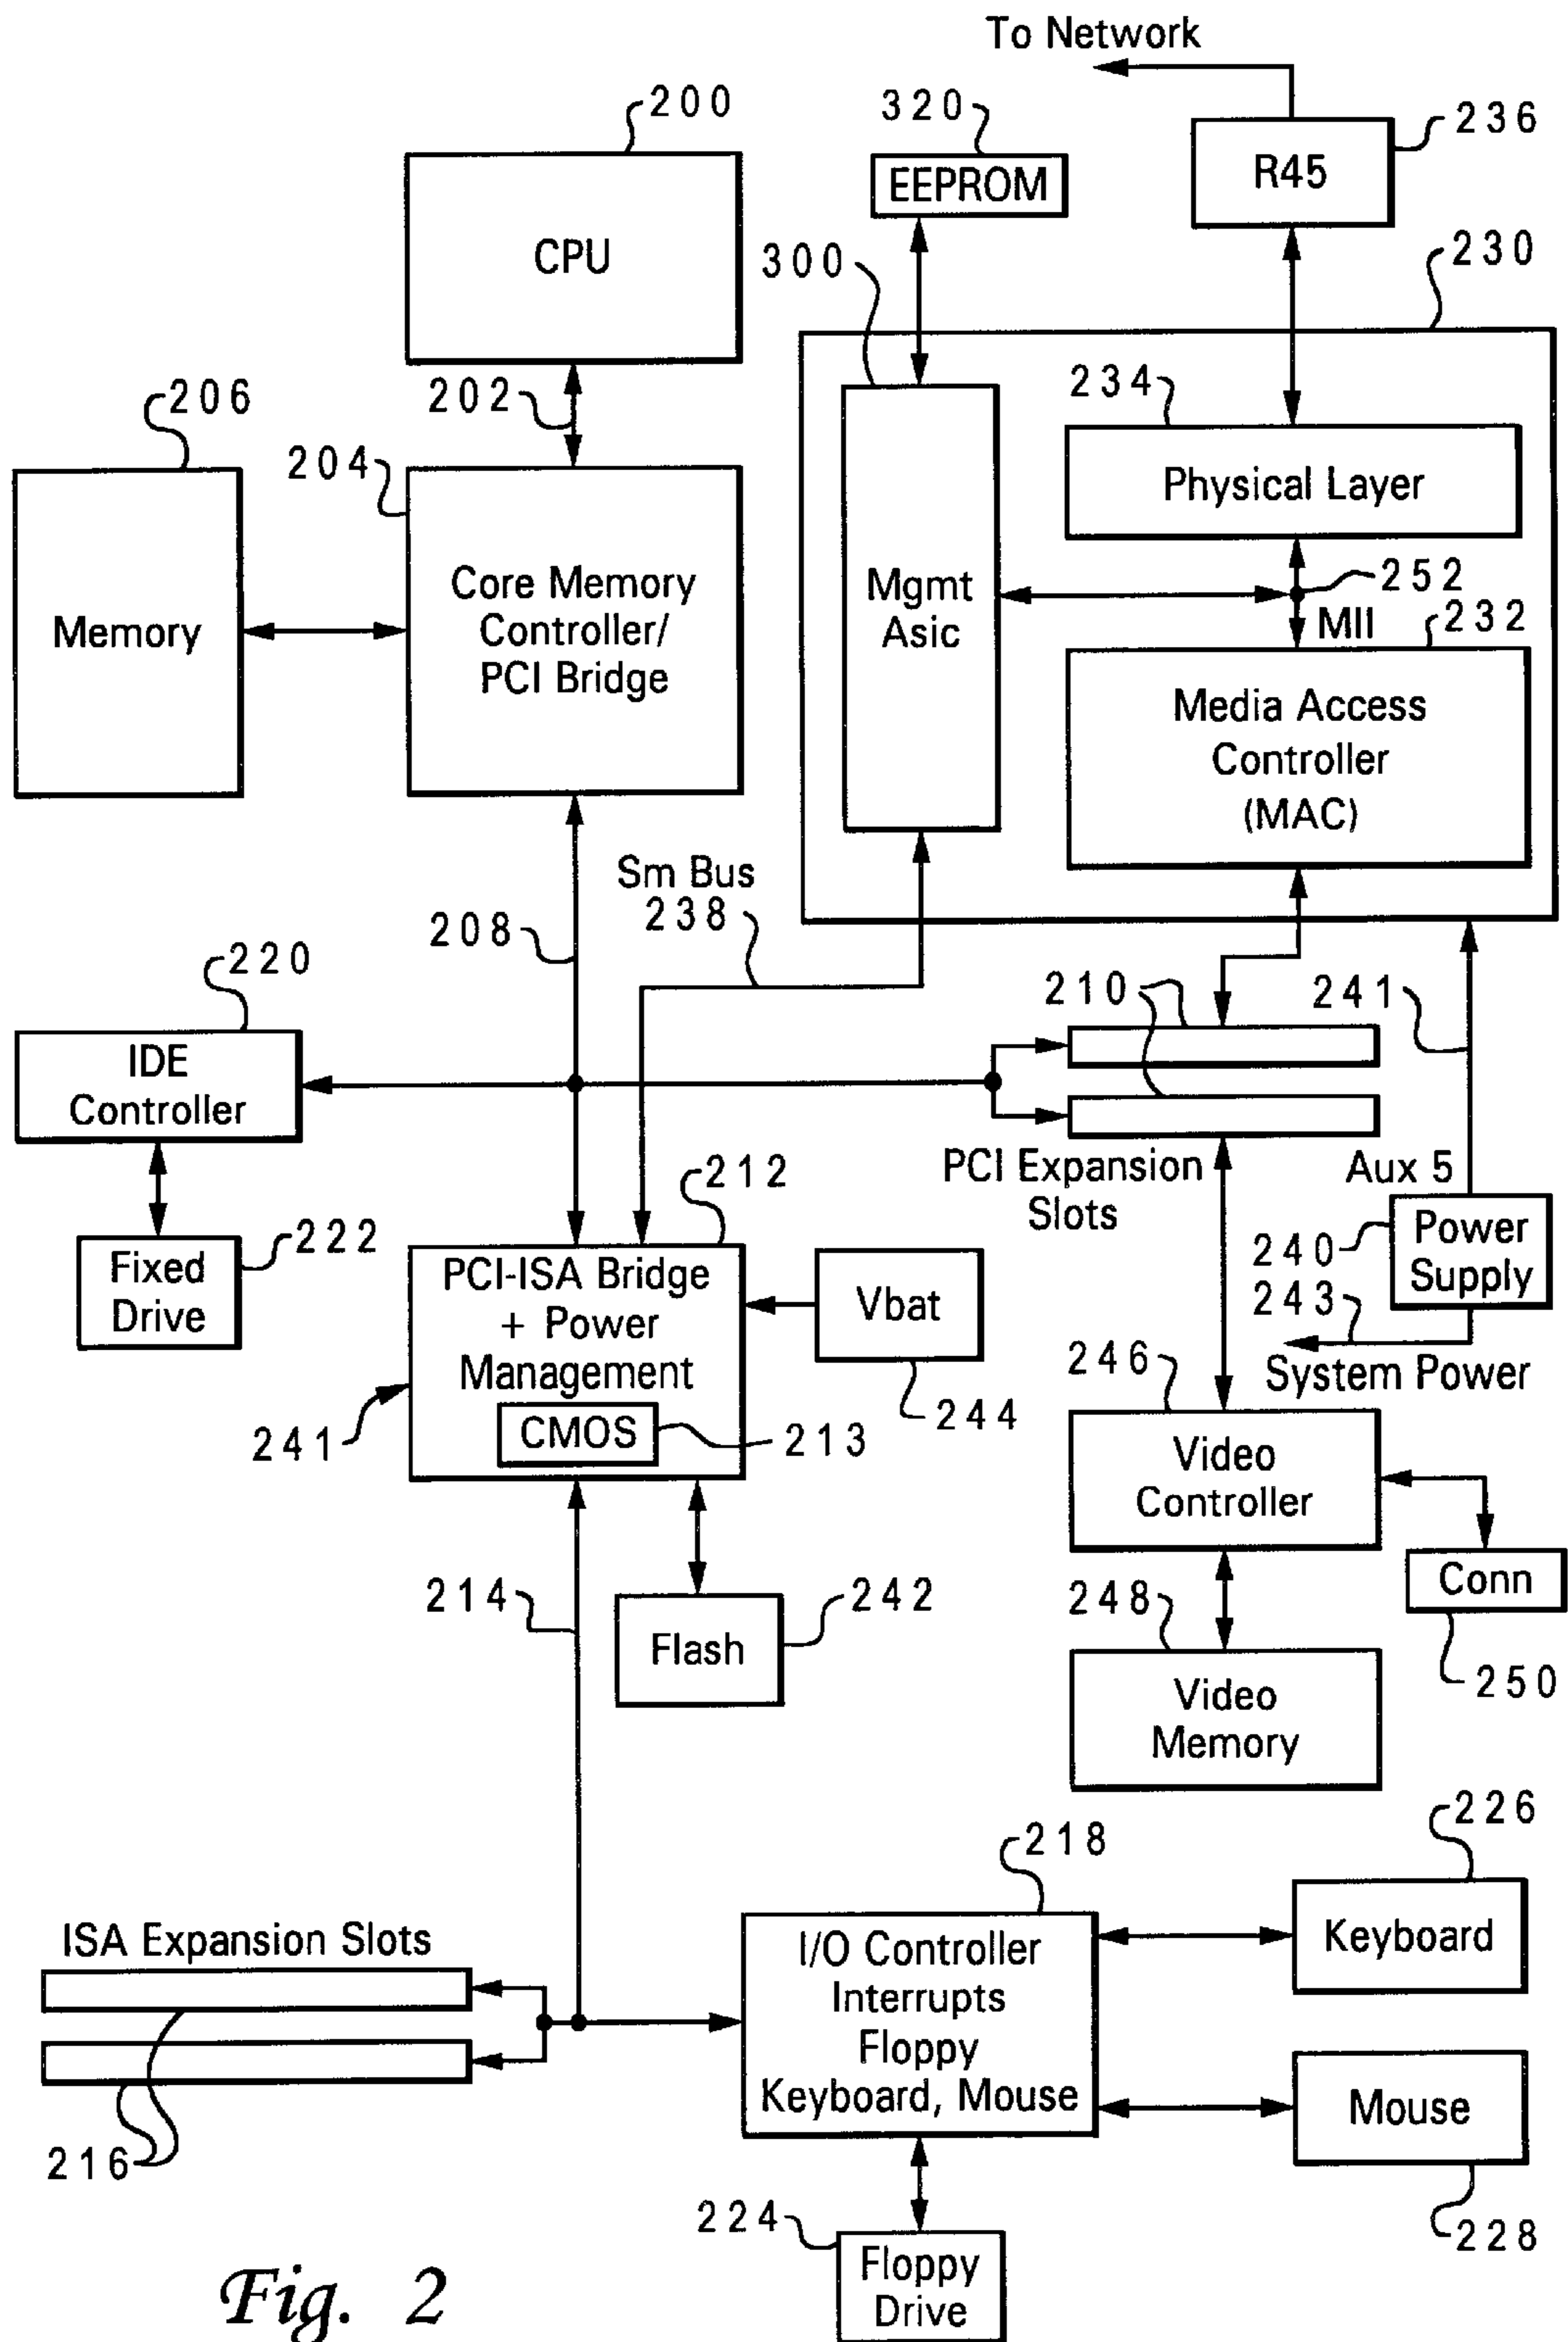 To Network
200
320
236
R45
EEPROM
CPU
300
230
202
234
206
204
Physical Layer
Memory
Core Memory
Controller/
PCI Bridge
Mgmt
Asic
252
MII
232
Media Access
Controller
(MAC)
Sm Bus
238
208
220
210
241
IDE
Controller
PCI Expansion
Slots
Aux 5
212
222
Fixed
Drive
PCI-ISA Bridge
+ Power
Management
CMOS
213
241
Vbat
244
240
Power
Supply
243
System Power
246
Video
Controller
Conn
250
214
242
Flash
248
Video
Memory
226
218
ISA Expansion Slots
216
I/O Controller
Interrupts
Floppy
Keyboard, Mouse
Keyboard
Mouse
228
224
Floppy
Drive
Fig. 2